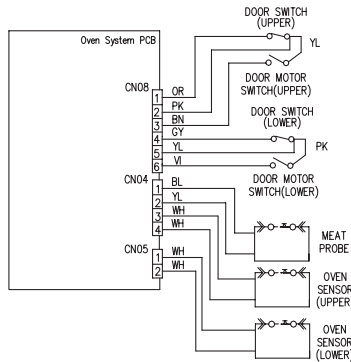 DOOR SWITCH
(UPPER)
Oven System PCB
YL
CN08
1 OR
2 PK
3 BN
4 GY
5 YL
6 VI
DOOR MOTOR
SWITCH(UPPER)
DOOR SWITCH
(LOWER)
PK
DOOR MOTOR
SWITCH(LOWER)
CN04
1 BL
2 YL
3 WH
4 WH
MEAT
PROBE
CN05
1 WH
2 WH
OVEN
SENSOR
(UPPER)
OVEN
SENSOR
(LOWER)